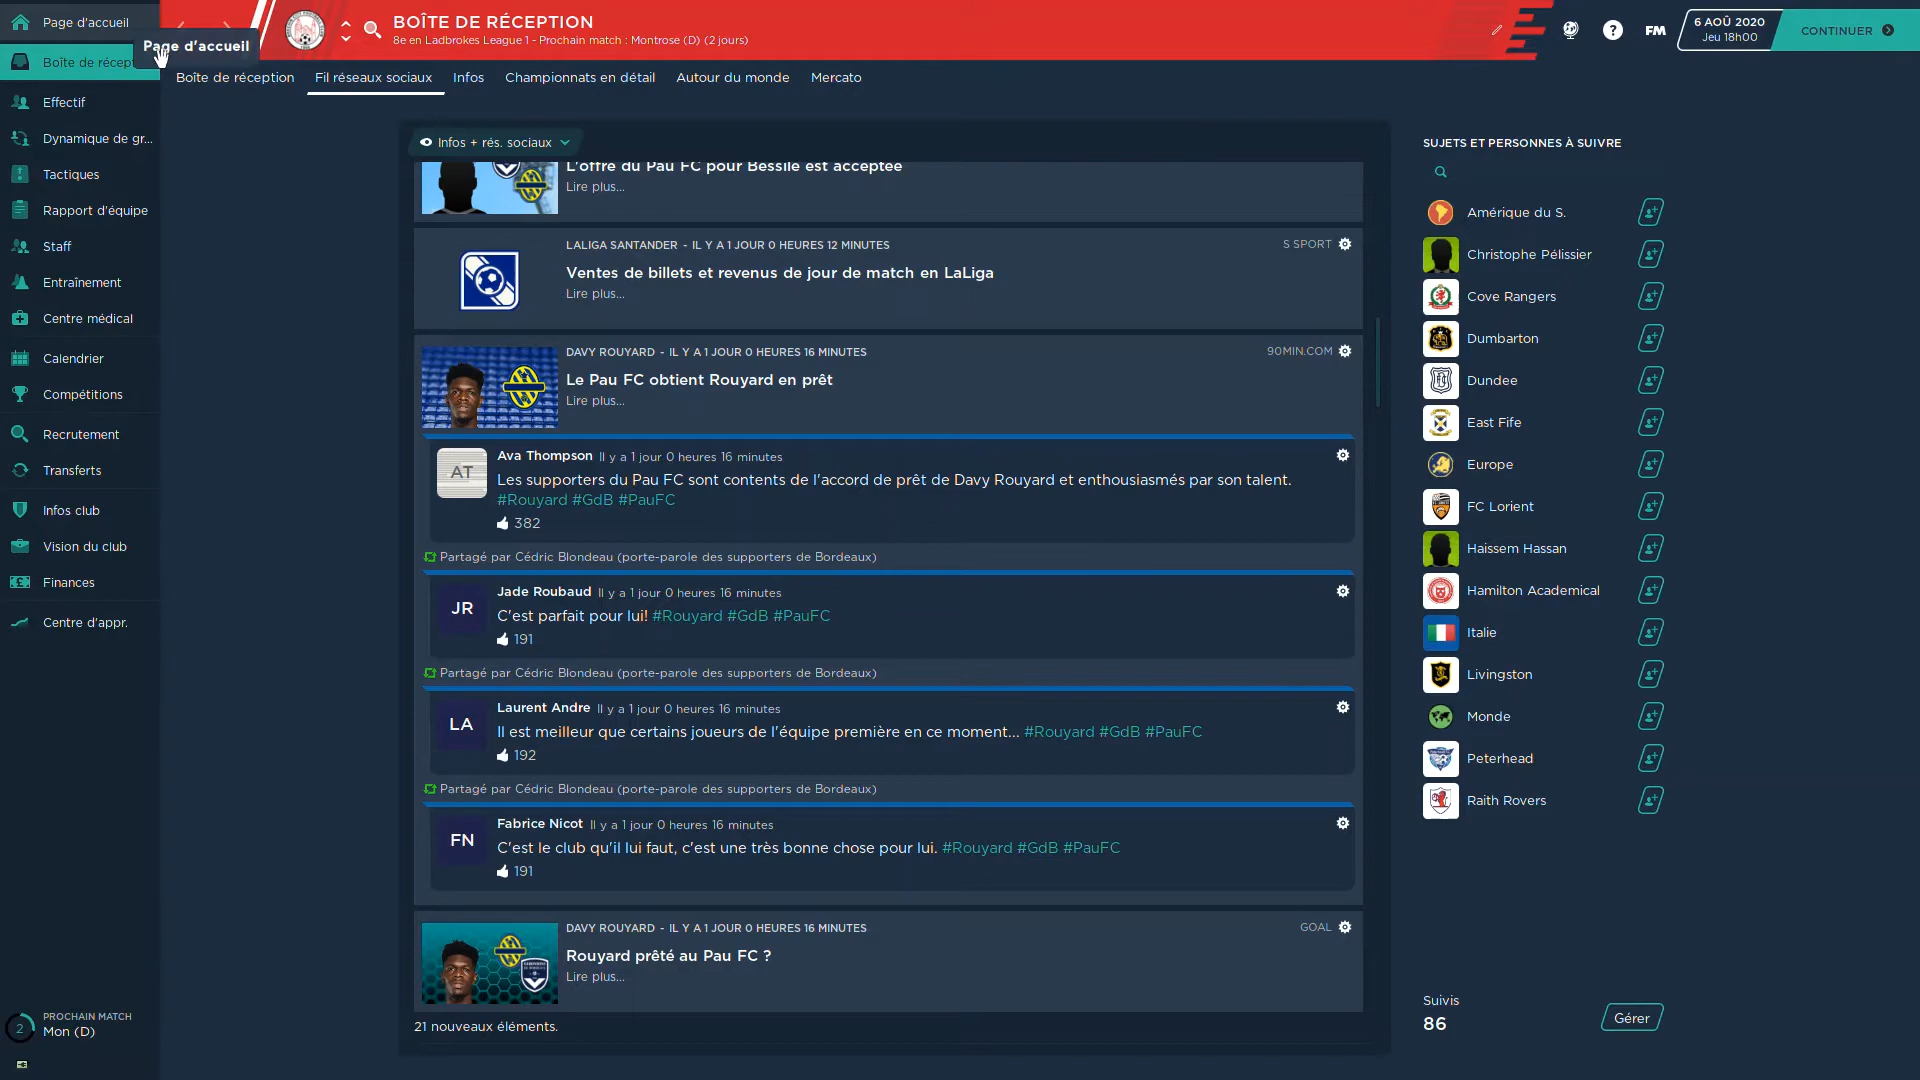 Page d'accueil
Boîte de récept
Page d'accueil
Effectif
Dynamique de gr...
Tactiques
Rapport d'équipe
Staff
Entraînement
Centre médical
Calendrier
Compétitions
Recrutement
Transferts
Infos club
Vision du club
Finances
Centre d'appr.
PROCHAIN MATCH
2
Mon (D)
BOÎTE DE RÉCEPTION
8e en Ladbrokes League 1 - Prochain match : Montrose (D) (2 jours)
?
FM
6 AOÛ 2020
Jeu 18h00
CONTINUER
Boîte de réception
Fil réseaux sociaux
Infos
Championnats en détail
Autour du monde
Mercato
Infos + rés. sociaux
L'offre du Pau FC pour Bessile est acceptée
Lire plus...
LALIGA SANTANDER - IL Y A 1 JOUR 0 HEURES 12 MINUTES
S SPORT
Ventes de billets et revenus de jour de match en LaLiga
Lire plus...
DAVY ROUYARD - IL Y A 1 JOUR 0 HEURES 16 MINUTES
90MIN.COM
Le Pau FC obtient Rouyard en prêt
Lire plus...
AT
Ava Thompson Il y a 1 jour 0 heures 16 minutes
Les supporters du Pau FC sont contents de l'accord de prêt de Davy Rouyard et enthousiasmés par son talent.
#Rouyard #GdB #PauFC
382
Partagé par Cédric Blondeau (porte-parole des supporters de Bordeaux)
JR
Jade Roubaud Il y a 1 jour 0 heures 16 minutes
C'est parfait pour lui! #Rouyard #GdB #PauFC
191
Partagé par Cédric Blondeau (porte-parole des supporters de Bordeaux)
LA
Laurent Andre Il y a 1 jour 0 heures 16 minutes
Il est meilleur que certains joueurs de l'équipe première en ce moment... #Rouyard #GdB #PauFC
192
Partagé par Cédric Blondeau (porte-parole des supporters de Bordeaux)
FN
Fabrice Nicot Il y a 1 jour 0 heures 16 minutes
C'est le club qu'il lui faut, c'est une très bonne chose pour lui. #Rouyard #GdB #PauFC
191
DAVY ROUYARD - IL Y A 1 JOUR 0 HEURES 16 MINUTES
GOAL
Rouyard prêté au Pau FC ?
Lire plus...
21 nouveaux éléments.
SUJETS ET PERSONNES À SUIVRE
Amérique du S.
Christophe Pélissier
Cove Rangers
Dumbarton
Dundee
East Fife
Europe
FC Lorient
Haissem Hassan
Hamilton Academical
Italie
Livingston
Monde
Peterhead
Raith Rovers
Suivis
86
Gérer